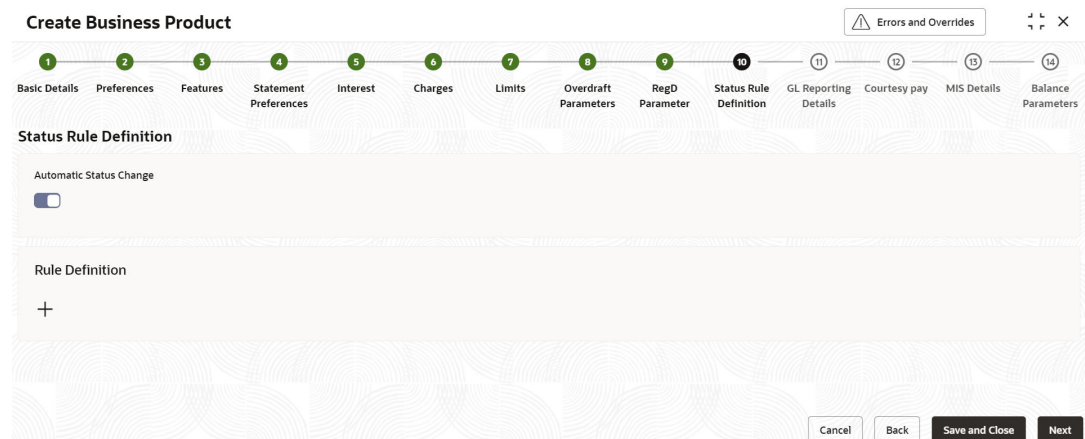 Create Business Product
Errors and Overrides
1 2 3 4 5 6 7 8 9 10 11 12 13 14
Basic Details Preferences Features Statement Interest Charges Limits Overdraft RegD Status Rule GL Reporting Courtesy pay MIS Details Balance
Preferences Parameters Parameter Definition Details Parameters
Status Rule Definition
Automatic Status Change
Rule Definition
Cancel Back Save and Close Next